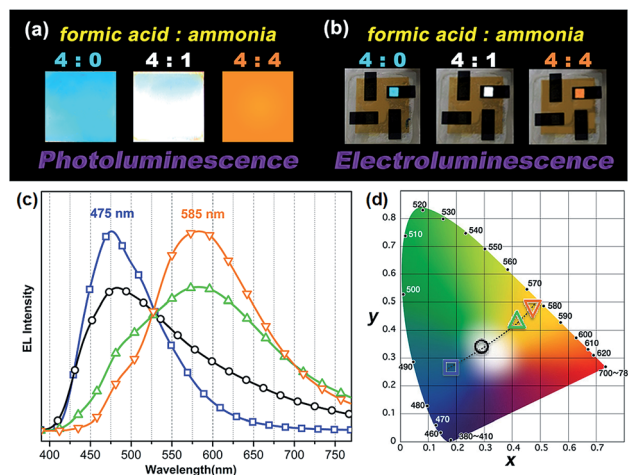 (a)
formic acid : ammonia
4 : 0 4 : 1 4 : 4
Photoluminescence
(b)
formic acid : ammonia
4 : 0 4 : 1 4 : 4
Electroluminescence
(c)
475 nm 585 nm
EL Intensity
400 450 500 550 600 650 700 750
Wavelength(nm)
(d)
y
0.8
0.7
0.6
0.5
0.4
0.3
0.2
0.1
0
520
530
540
550
560
570
580
590
600
610
620
700~78
510
500
490
480
470
460
380~410
0.1 0.2 0.3 0.4 0.5 0.6 0.7
x